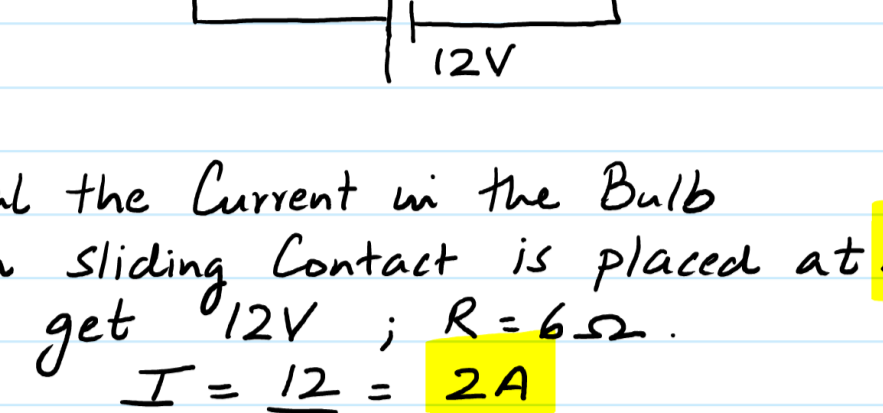 12V
the Current in the Bulb
sliding Contact is placed at
get 12V ; R = 6Ω .
I = 12 = 2A